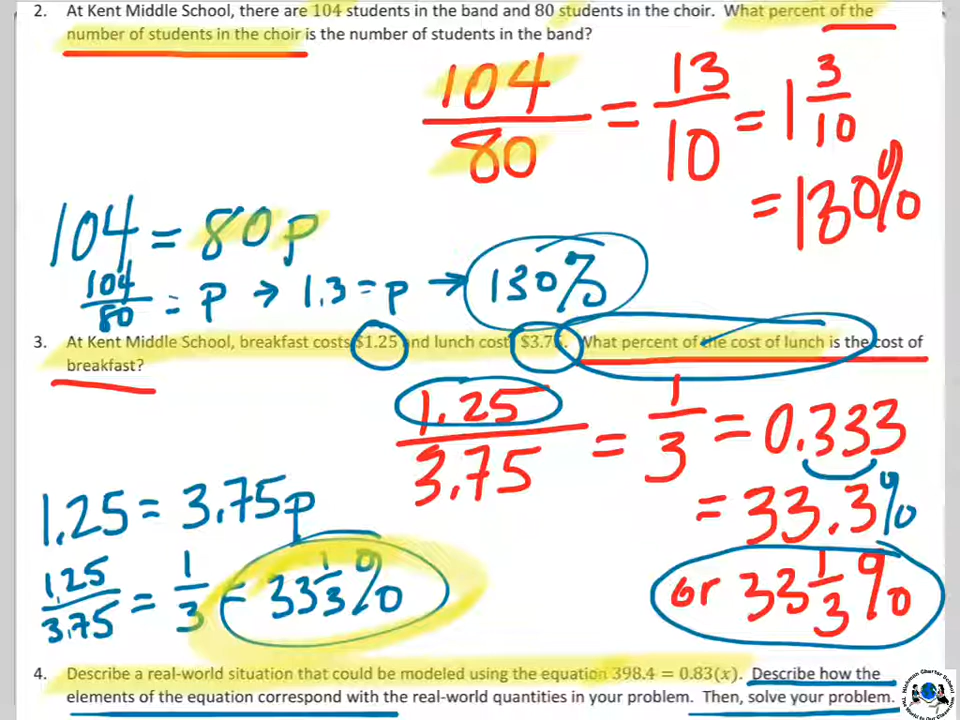 2. At Kent Middle School, there are 104 students in the band and 80 students in the choir. What percent of the
number of students in the choir is the number of students in the band?
104/80 = 13/10 = 1 3/10
= 130%
104 = 80p
104/80 = p → 1.3 = p → 130%
3. At Kent Middle School, breakfast costs $1.25 and lunch cost $3.75. What percent of the cost of lunch is the cost of
breakfast?
1.25/3.75 = 1/3 = 0.333
= 33.3%
or 33 1/3 %
1.25 = 3.75p
1.25/3.75 = 1/3 = 33 1/3 %
4. Describe a real-world situation that could be modeled using the equation 398.4 = 0.83(x). Describe how the
elements of the equation correspond with the real-world quantities in your problem. Then, solve your problem.